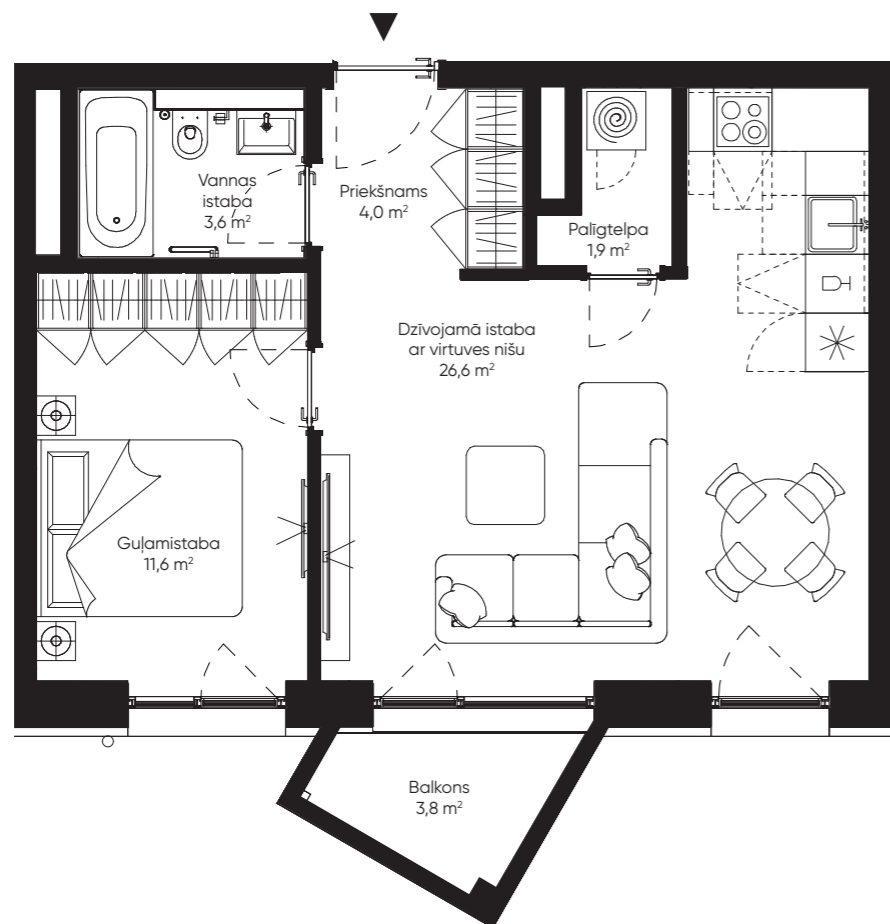 Vannas
istaba
3,6 m²
Priekšnams
4,0 m²
Palīgtelpa
1,9 m²
Dzīvojamā istaba
ar virtuves nišu
26,6 m²
Guļamistaba
11,6 m²
Balkons
3,8 m²